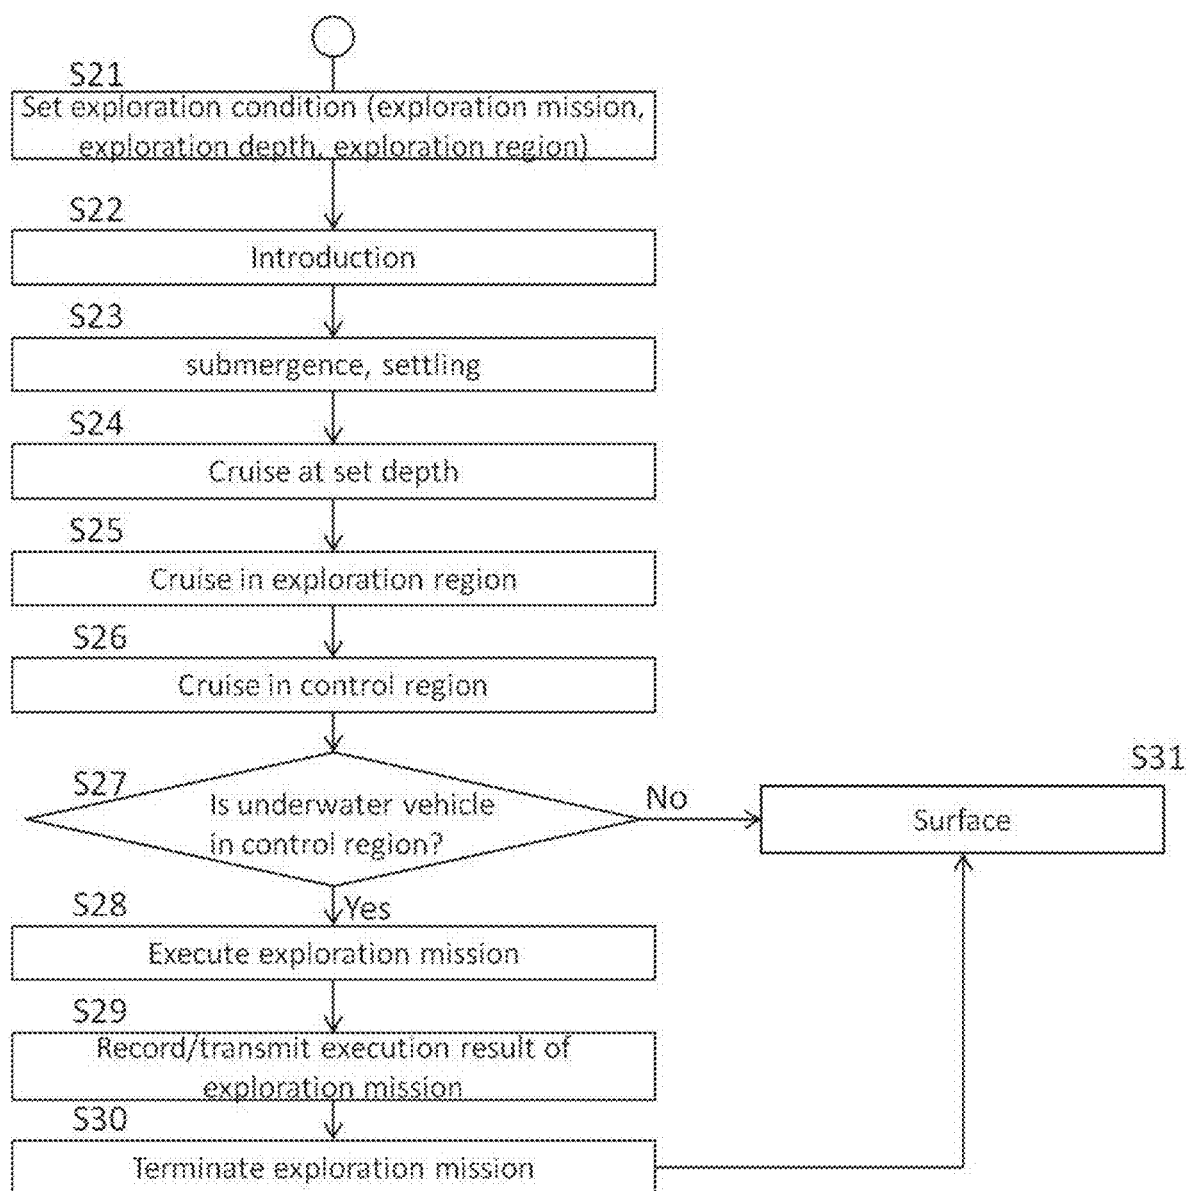 S21
Set exploration condition (exploration mission,
exploration depth, exploration region)
S22
Introduction
S23
submergence, settling
S24
Cruise at set depth
S25
Cruise in exploration region
S26
Cruise in control region
S27
Is underwater vehicle
in control region?
No
S31
Surface
Yes
S28
Execute exploration mission
S29
Record/transmit execution result of
exploration mission
S30
Terminate exploration mission